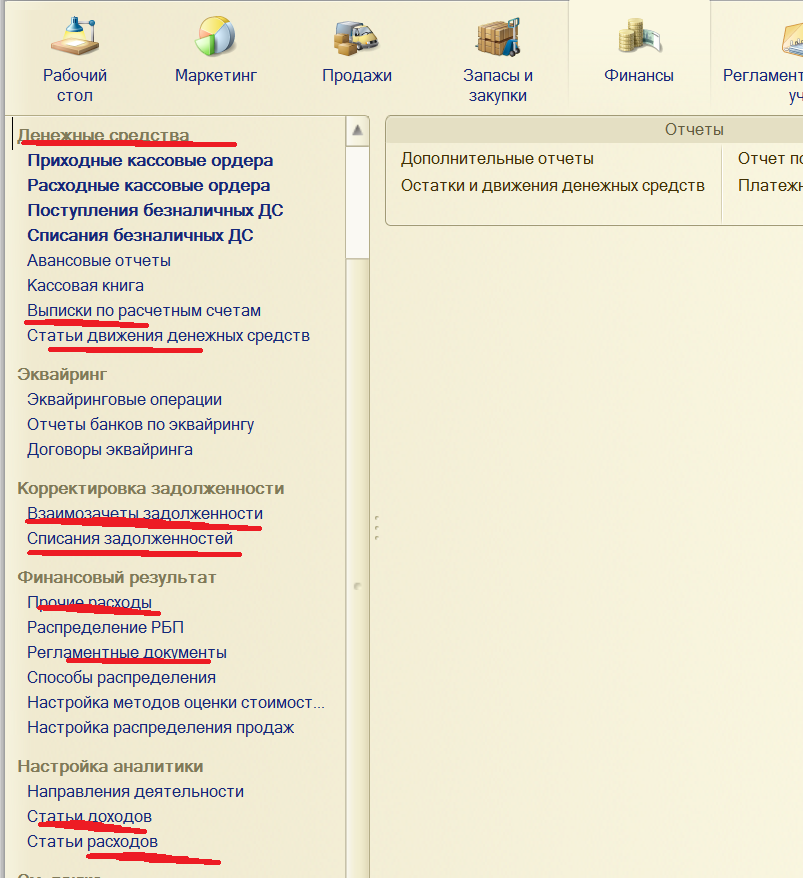 Рабочий
стол
Маркетинг
Продажи
Запасы и
закупки
Финансы
Регламент
уч
Денежные средства
Приходные кассовые ордера
Расходные кассовые ордера
Поступления безналичных ДС
Списания безналичных ДС
Авансовые отчеты
Кассовая книга
Выписки по расчетным счетам
Статьи движения денежных средств
Эквайринг
Эквайринговые операции
Отчеты банков по эквайрингу
Договоры эквайринга
Корректировка задолженности
Взаимозачеты задолженности
Списания задолженностей
Финансовый результат
Прочие расходы
Распределение РБП
Регламентные документы
Способы распределения
Настройка методов оценки стоимост...
Настройка распределения продаж
Настройка аналитики
Направления деятельности
Статьи доходов
Статьи расходов
Отчеты
Дополнительные отчеты
Остатки и движения денежных средств
Отчет по
Платежн